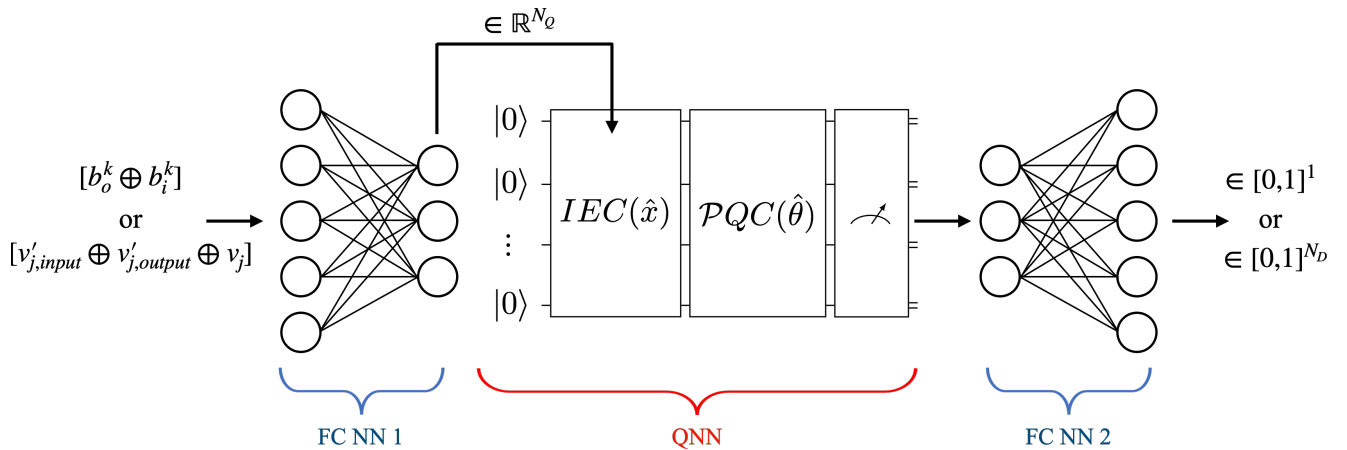 ∈ ℝ^{N_Q}
[b_o^k ⊕ b_i^k]
or
[v′_{j,input} ⊕ v′_{j,output} ⊕ v_j]
|0⟩
|0⟩
⋮
|0⟩
IEC(x̂)
𝒫QC(θ̂)
∈ [0,1]^1
or
∈ [0,1]^{N_D}
FC NN 1
QNN
FC NN 2